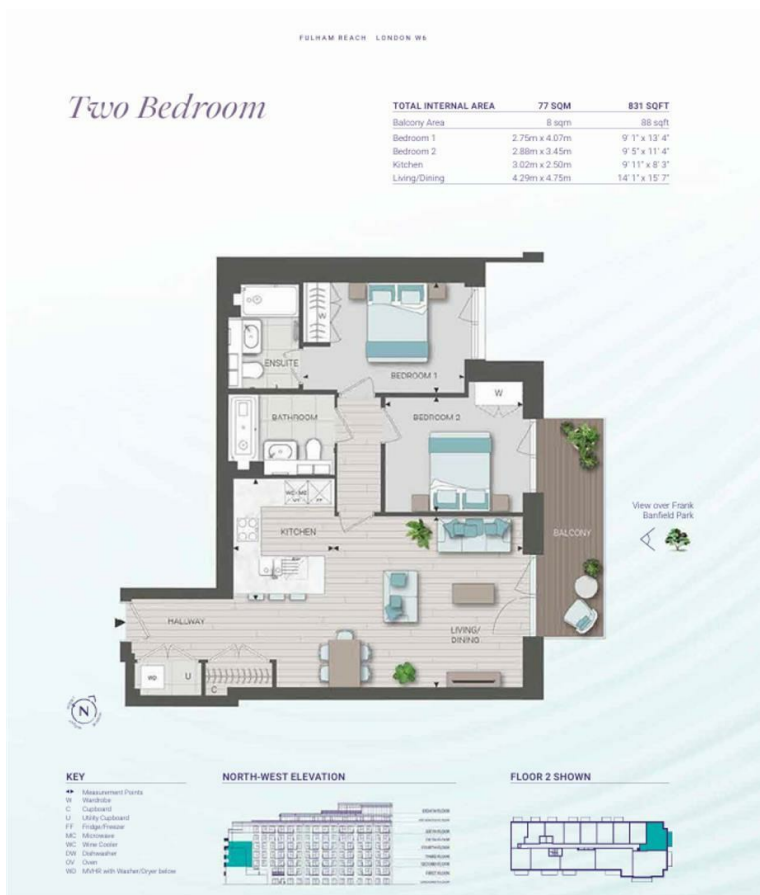 FULHAM REACH LONDON W6
Two Bedroom
TOTAL INTERNAL AREA 77 SQM 831 SQFT
Balcony Area 8 sqm 88 sqft
Bedroom 1 2.75m x 4.07m 9' 1" x 13' 4"
Bedroom 2 2.88m x 3.45m 9' 5" x 11' 4"
Kitchen 3.02m x 2.50m 9' 11" x 8' 3"
Living/Dining 4.29m x 4.75m 14' 1" x 15' 7"
W
ENSUITE
BEDROOM 1
W
BATHROOM
BEDROOM 2
View over Frank
Banfield Park
KITCHEN
BALCONY
HALLWAY
LIVING/
DINING
U
C
N
KEY
Measurement Points
W Wardrobe
C Cupboard
U Utility Cupboard
FF Fridge/Freezer
MC Microwave
WC Wine Cooler
DW Dishwasher
OV Oven
WD MVHR with Washer/Dryer below
NORTH-WEST ELEVATION
FLOOR 2 SHOWN